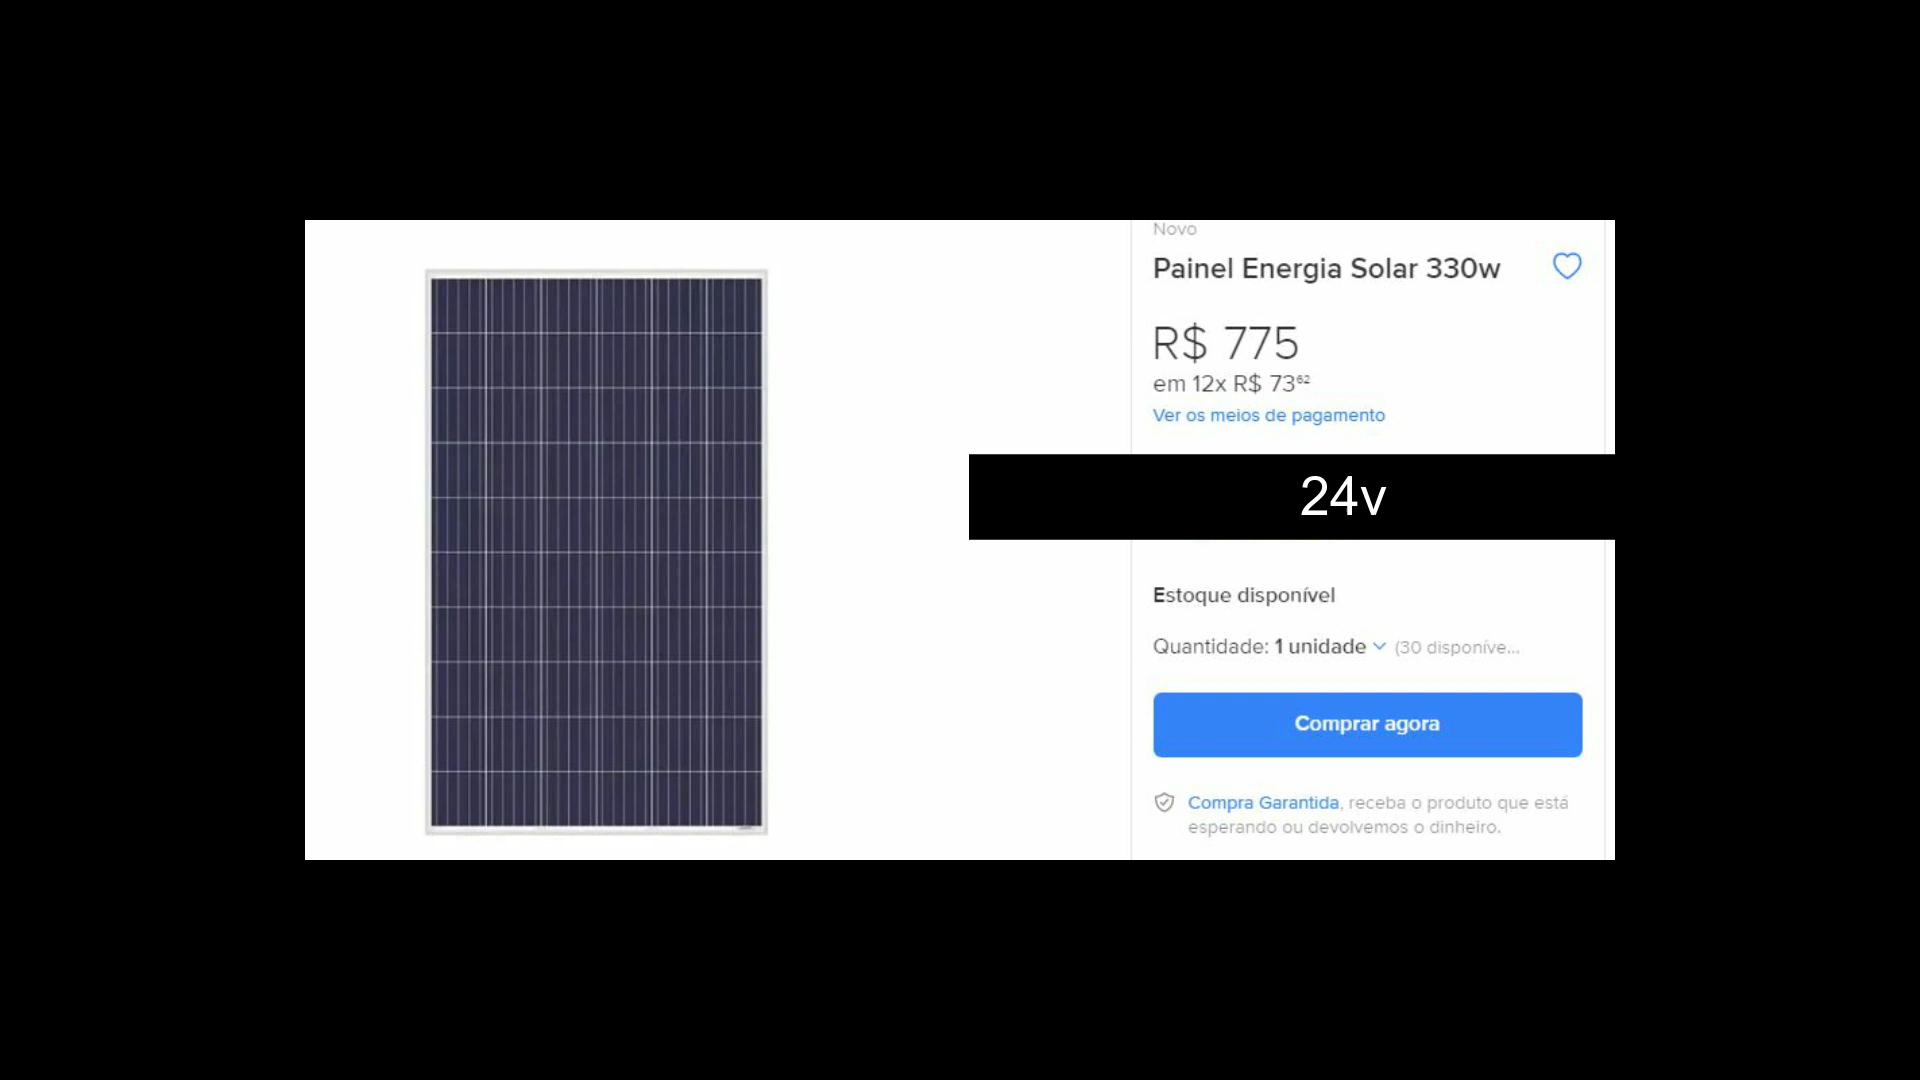 Novo
Painel Energia Solar 330w
R$ 775
em 12x R$ 73⁶²
Ver os meios de pagamento
24v
Estoque disponível
Quantidade: 1 unidade (30 disponíve...
Comprar agora
Compra Garantida, receba o produto que está
esperando ou devolvemos o dinheiro.